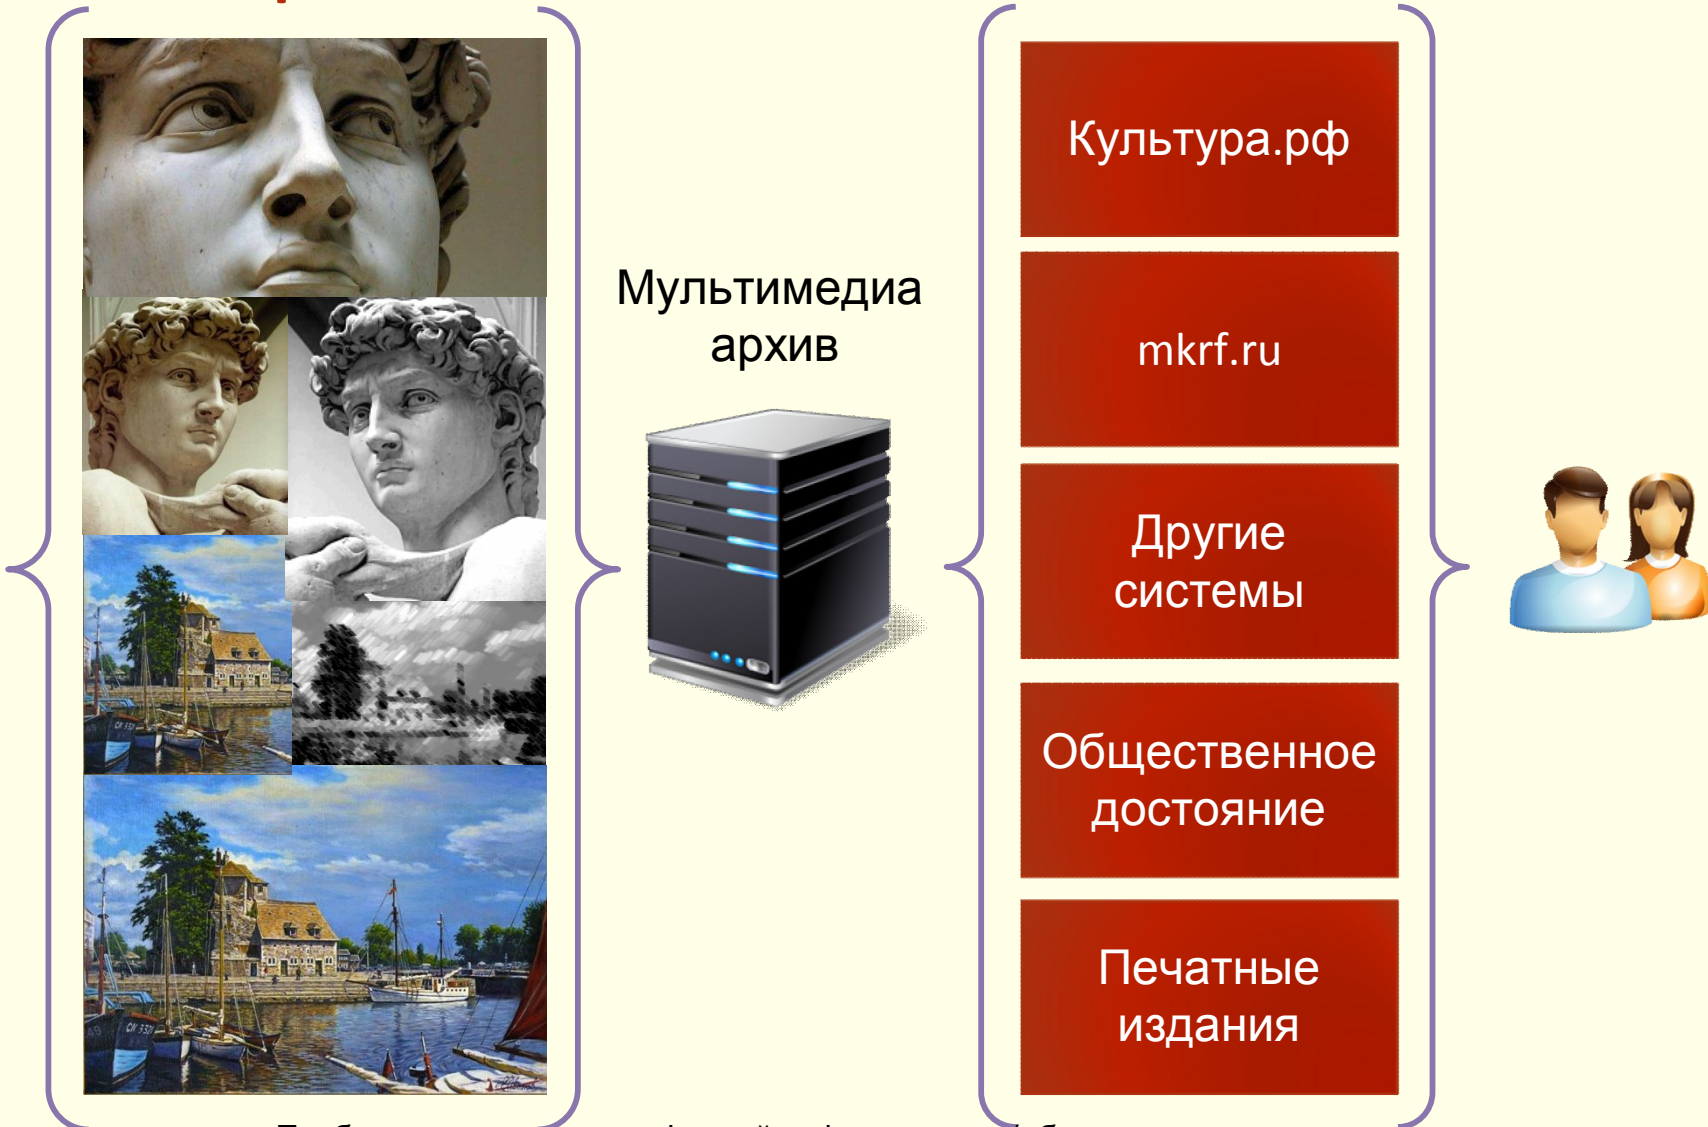 Мультимедиа
архив
Культура.рф
mkrf.ru
Другие
системы
Общественное
достояние
Печатные
издания